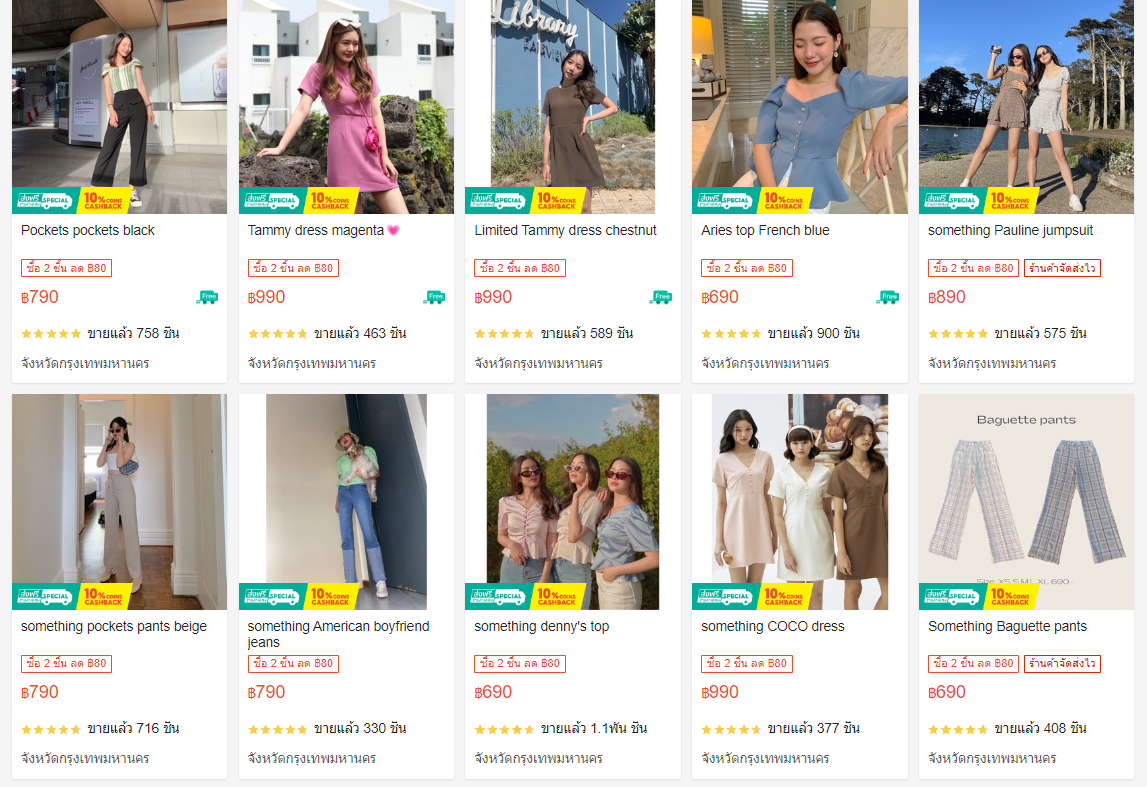 Library
ส่งฟรี SPECIAL 10% COINS CASHBACK
ส่งฟรี SPECIAL 10% COINS CASHBACK
ส่งฟรี SPECIAL 10% COINS CASHBACK
ส่งฟรี SPECIAL 10% COINS CASHBACK
ส่งฟรี SPECIAL 10% COINS CASHBACK
Pockets pockets black
Tammy dress magenta💗
Limited Tammy dress chestnut
Aries top French blue
something Pauline jumpsuit
ซื้อ 2 ชิ้น ลด ฿80
ซื้อ 2 ชิ้น ลด ฿80
ซื้อ 2 ชิ้น ลด ฿80
ซื้อ 2 ชิ้น ลด ฿80
ซื้อ 2 ชิ้น ลด ฿80 ร้านค้าจัดส่งไว
฿790 Free
฿990 Free
฿990 Free
฿690 Free
฿890
ขายแล้ว 758 ชิ้น
ขายแล้ว 463 ชิ้น
ขายแล้ว 589 ชิ้น
ขายแล้ว 900 ชิ้น
ขายแล้ว 575 ชิ้น
จังหวัดกรุงเทพมหานคร
จังหวัดกรุงเทพมหานคร
จังหวัดกรุงเทพมหานคร
จังหวัดกรุงเทพมหานคร
จังหวัดกรุงเทพมหานคร
Baguette pants
Size: XS,S,M,L,XL 690.-
ส่งฟรี SPECIAL 10% COINS CASHBACK
ส่งฟรี SPECIAL 10% COINS CASHBACK
ส่งฟรี SPECIAL 10% COINS CASHBACK
ส่งฟรี SPECIAL 10% COINS CASHBACK
ส่งฟรี SPECIAL 10% COINS CASHBACK
something pockets pants beige
something American boyfriend
jeans
something denny's top
something COCO dress
Something Baguette pants
ซื้อ 2 ชิ้น ลด ฿80
ซื้อ 2 ชิ้น ลด ฿80
ซื้อ 2 ชิ้น ลด ฿80
ซื้อ 2 ชิ้น ลด ฿80
ซื้อ 2 ชิ้น ลด ฿80 ร้านค้าจัดส่งไว
฿790
฿790
฿690
฿990
฿690
ขายแล้ว 716 ชิ้น
ขายแล้ว 330 ชิ้น
ขายแล้ว 1.1พัน ชิ้น
ขายแล้ว 377 ชิ้น
ขายแล้ว 408 ชิ้น
จังหวัดกรุงเทพมหานคร
จังหวัดกรุงเทพมหานคร
จังหวัดกรุงเทพมหานคร
จังหวัดกรุงเทพมหานคร
จังหวัดกรุงเทพมหานคร